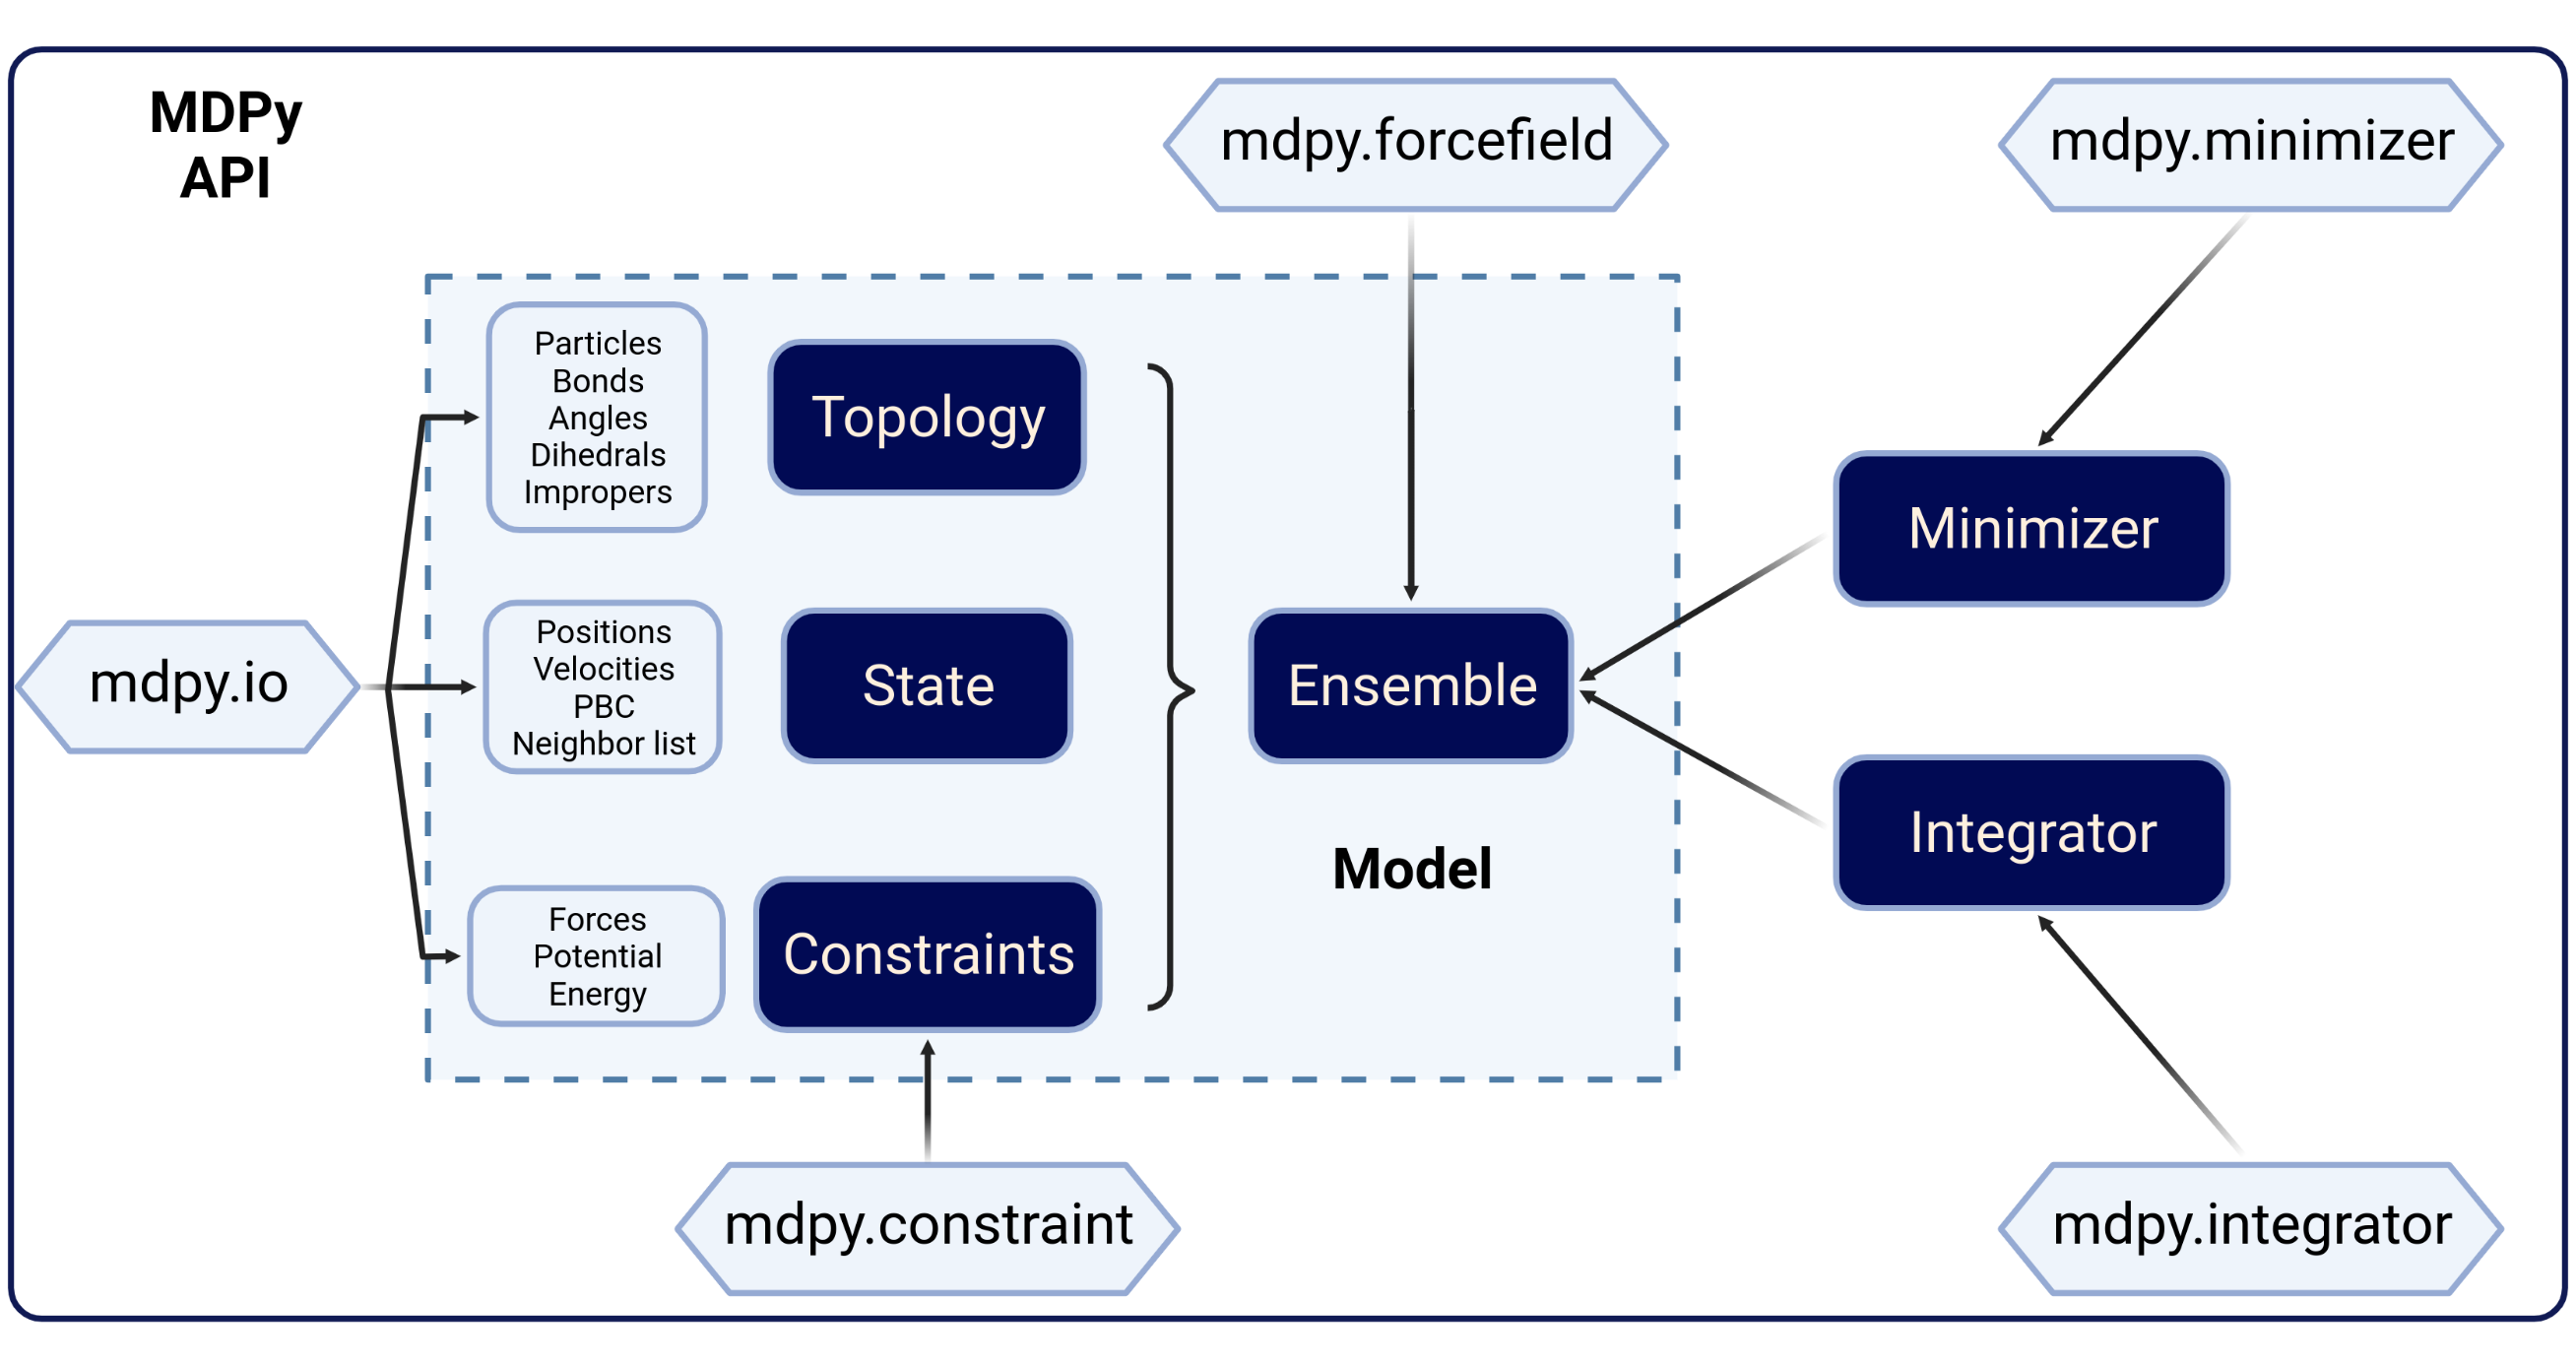 MDPy
API
mdpy.forcefield
mdpy.minimizer
Particles
Bonds
Angles
Dihedrals
Impropers
Topology
Minimizer
Positions
Velocities
PBC
Neighbor list
State
Ensemble
mdpy.io
Integrator
Model
Forces
Potential
Energy
Constraints
mdpy.constraint
mdpy.integrator